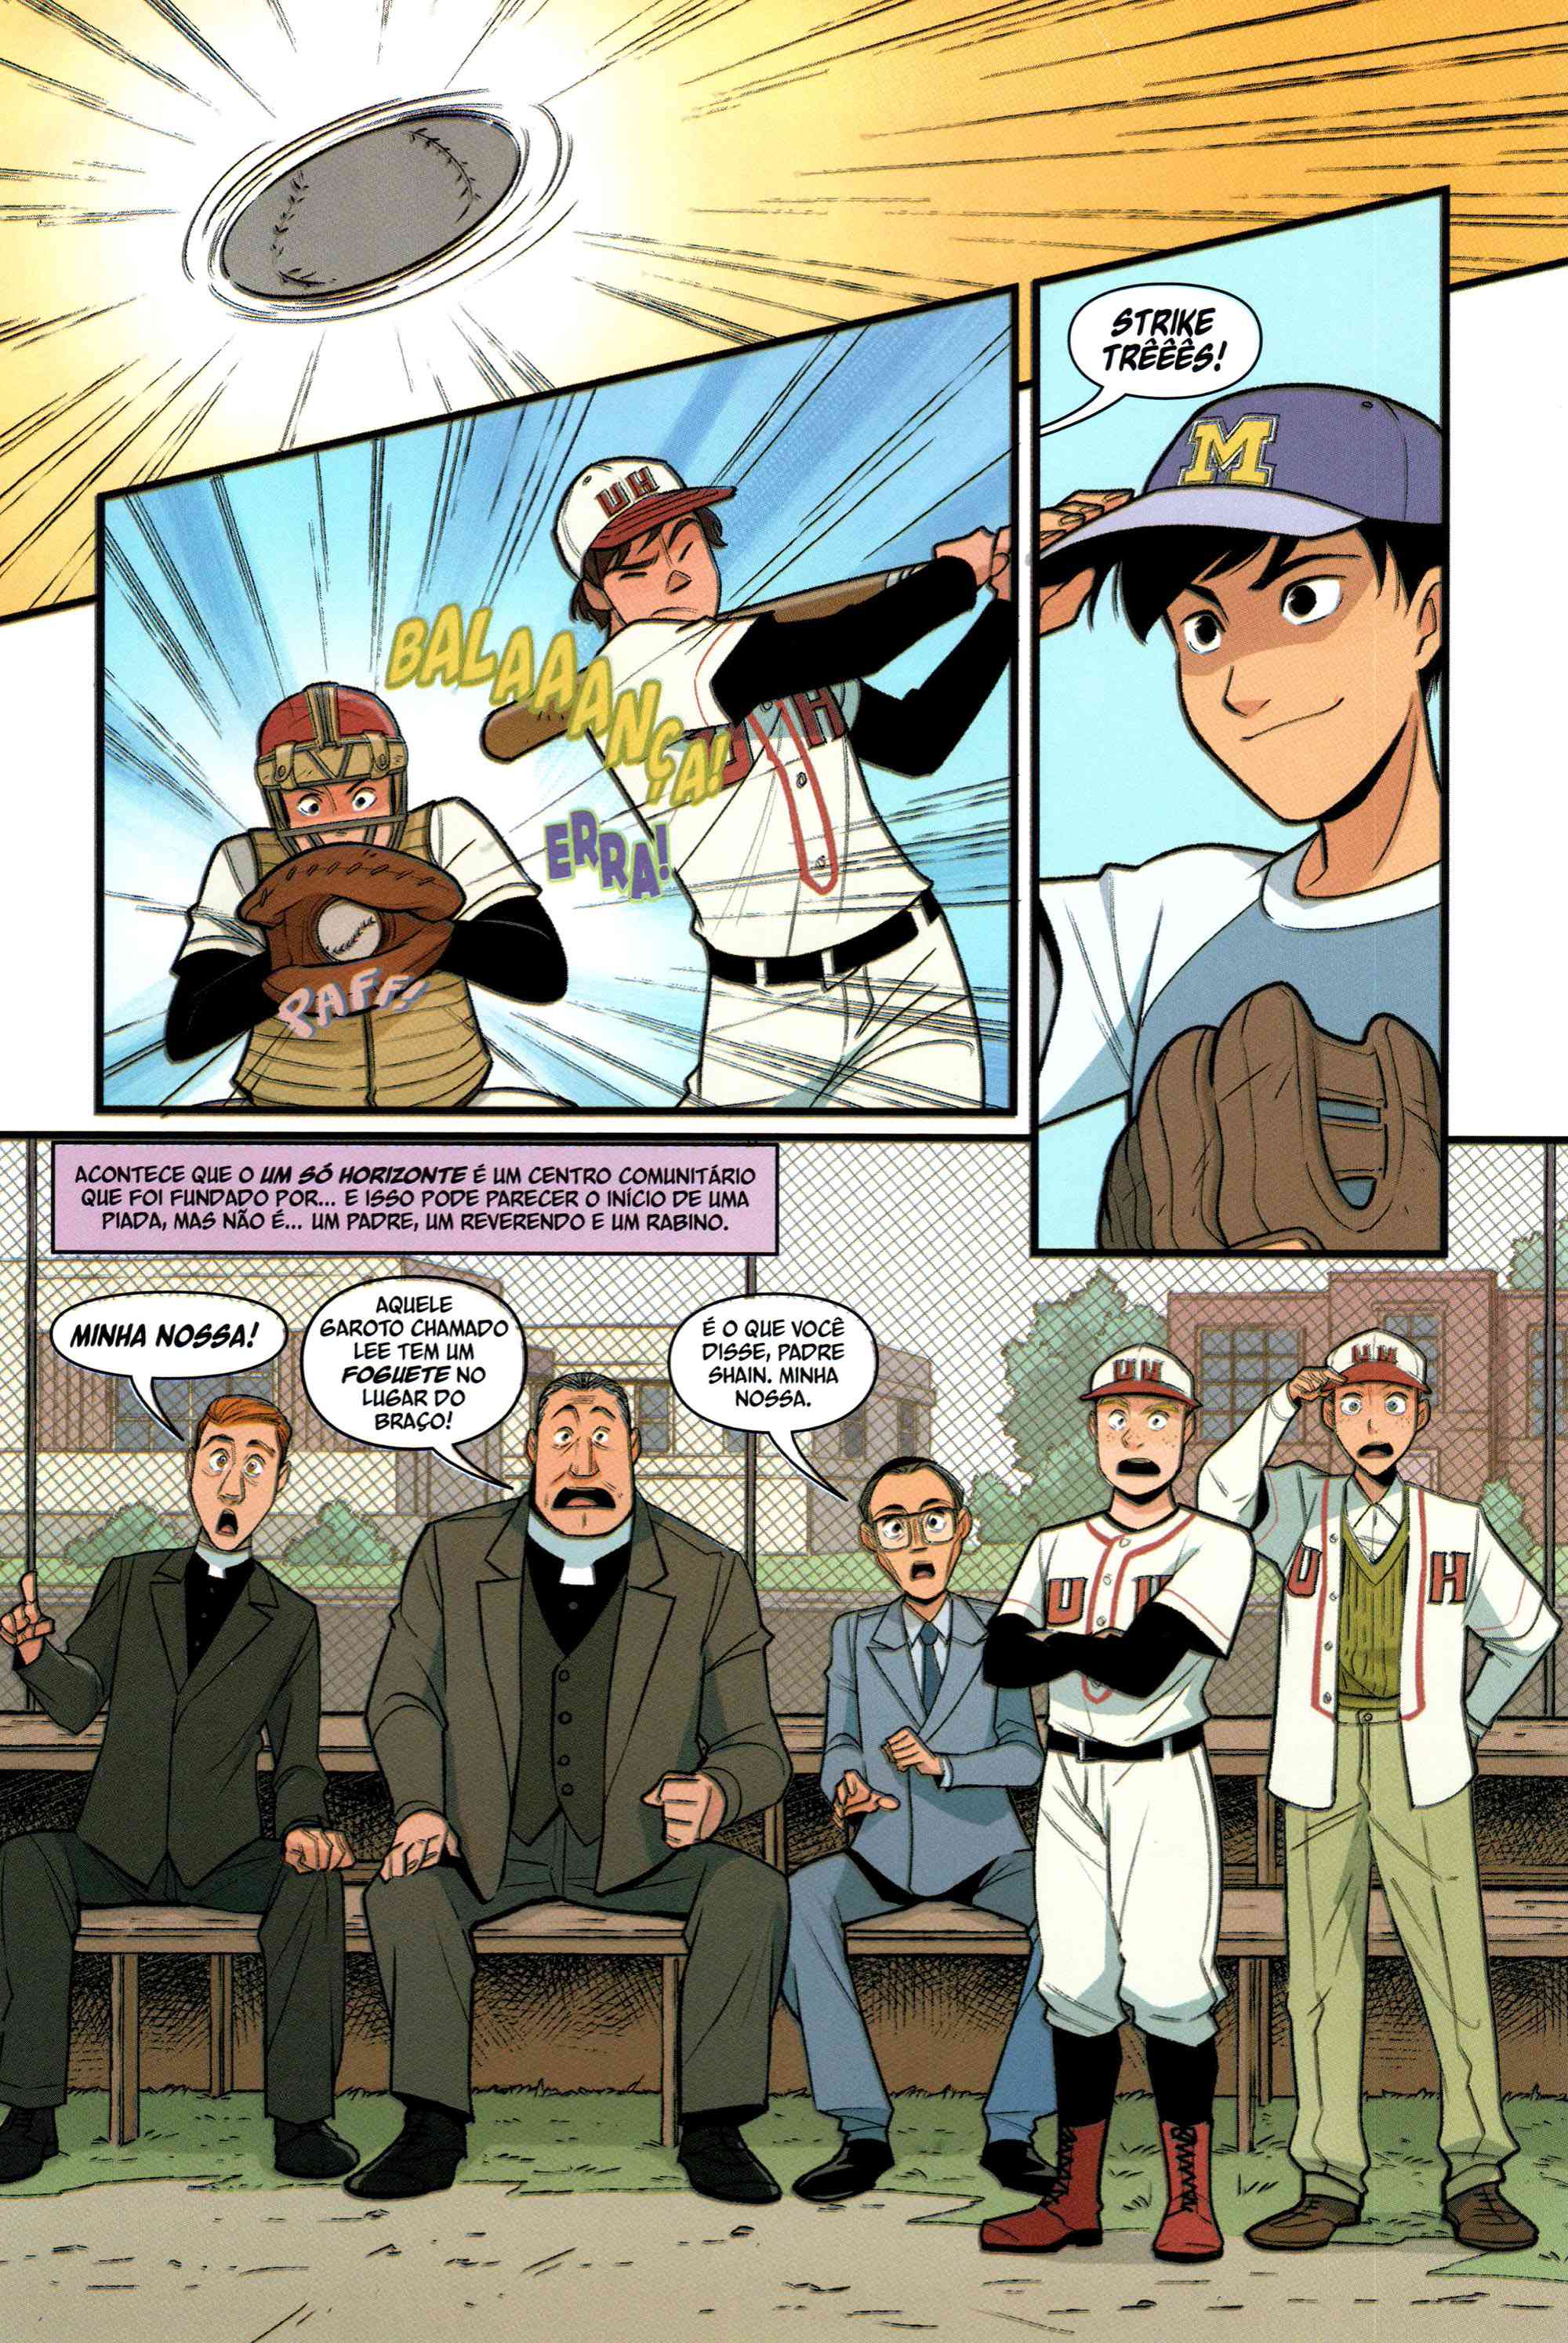 STRIKE
TRÊÊÊS!
M
UH
BALAAANÇA!
U H
ERRA!
PAFF!
ACONTECE QUE O UM SÓ HORIZONTE É UM CENTRO COMUNITÁRIO
QUE FOI FUNDADO POR... E ISSO PODE PARECER O INÍCIO DE UMA
PIADA, MAS NÃO É... UM PADRE, UM REVERENDO E UM RABINO.
MINHA NOSSA!
AQUELE
GAROTO CHAMADO
LEE TEM UM
FOGUETE NO
LUGAR DO
BRAÇO!
É O QUE VOCÊ
DISSE, PADRE
SHAIN. MINHA
NOSSA.
UH
UH
U H
U H